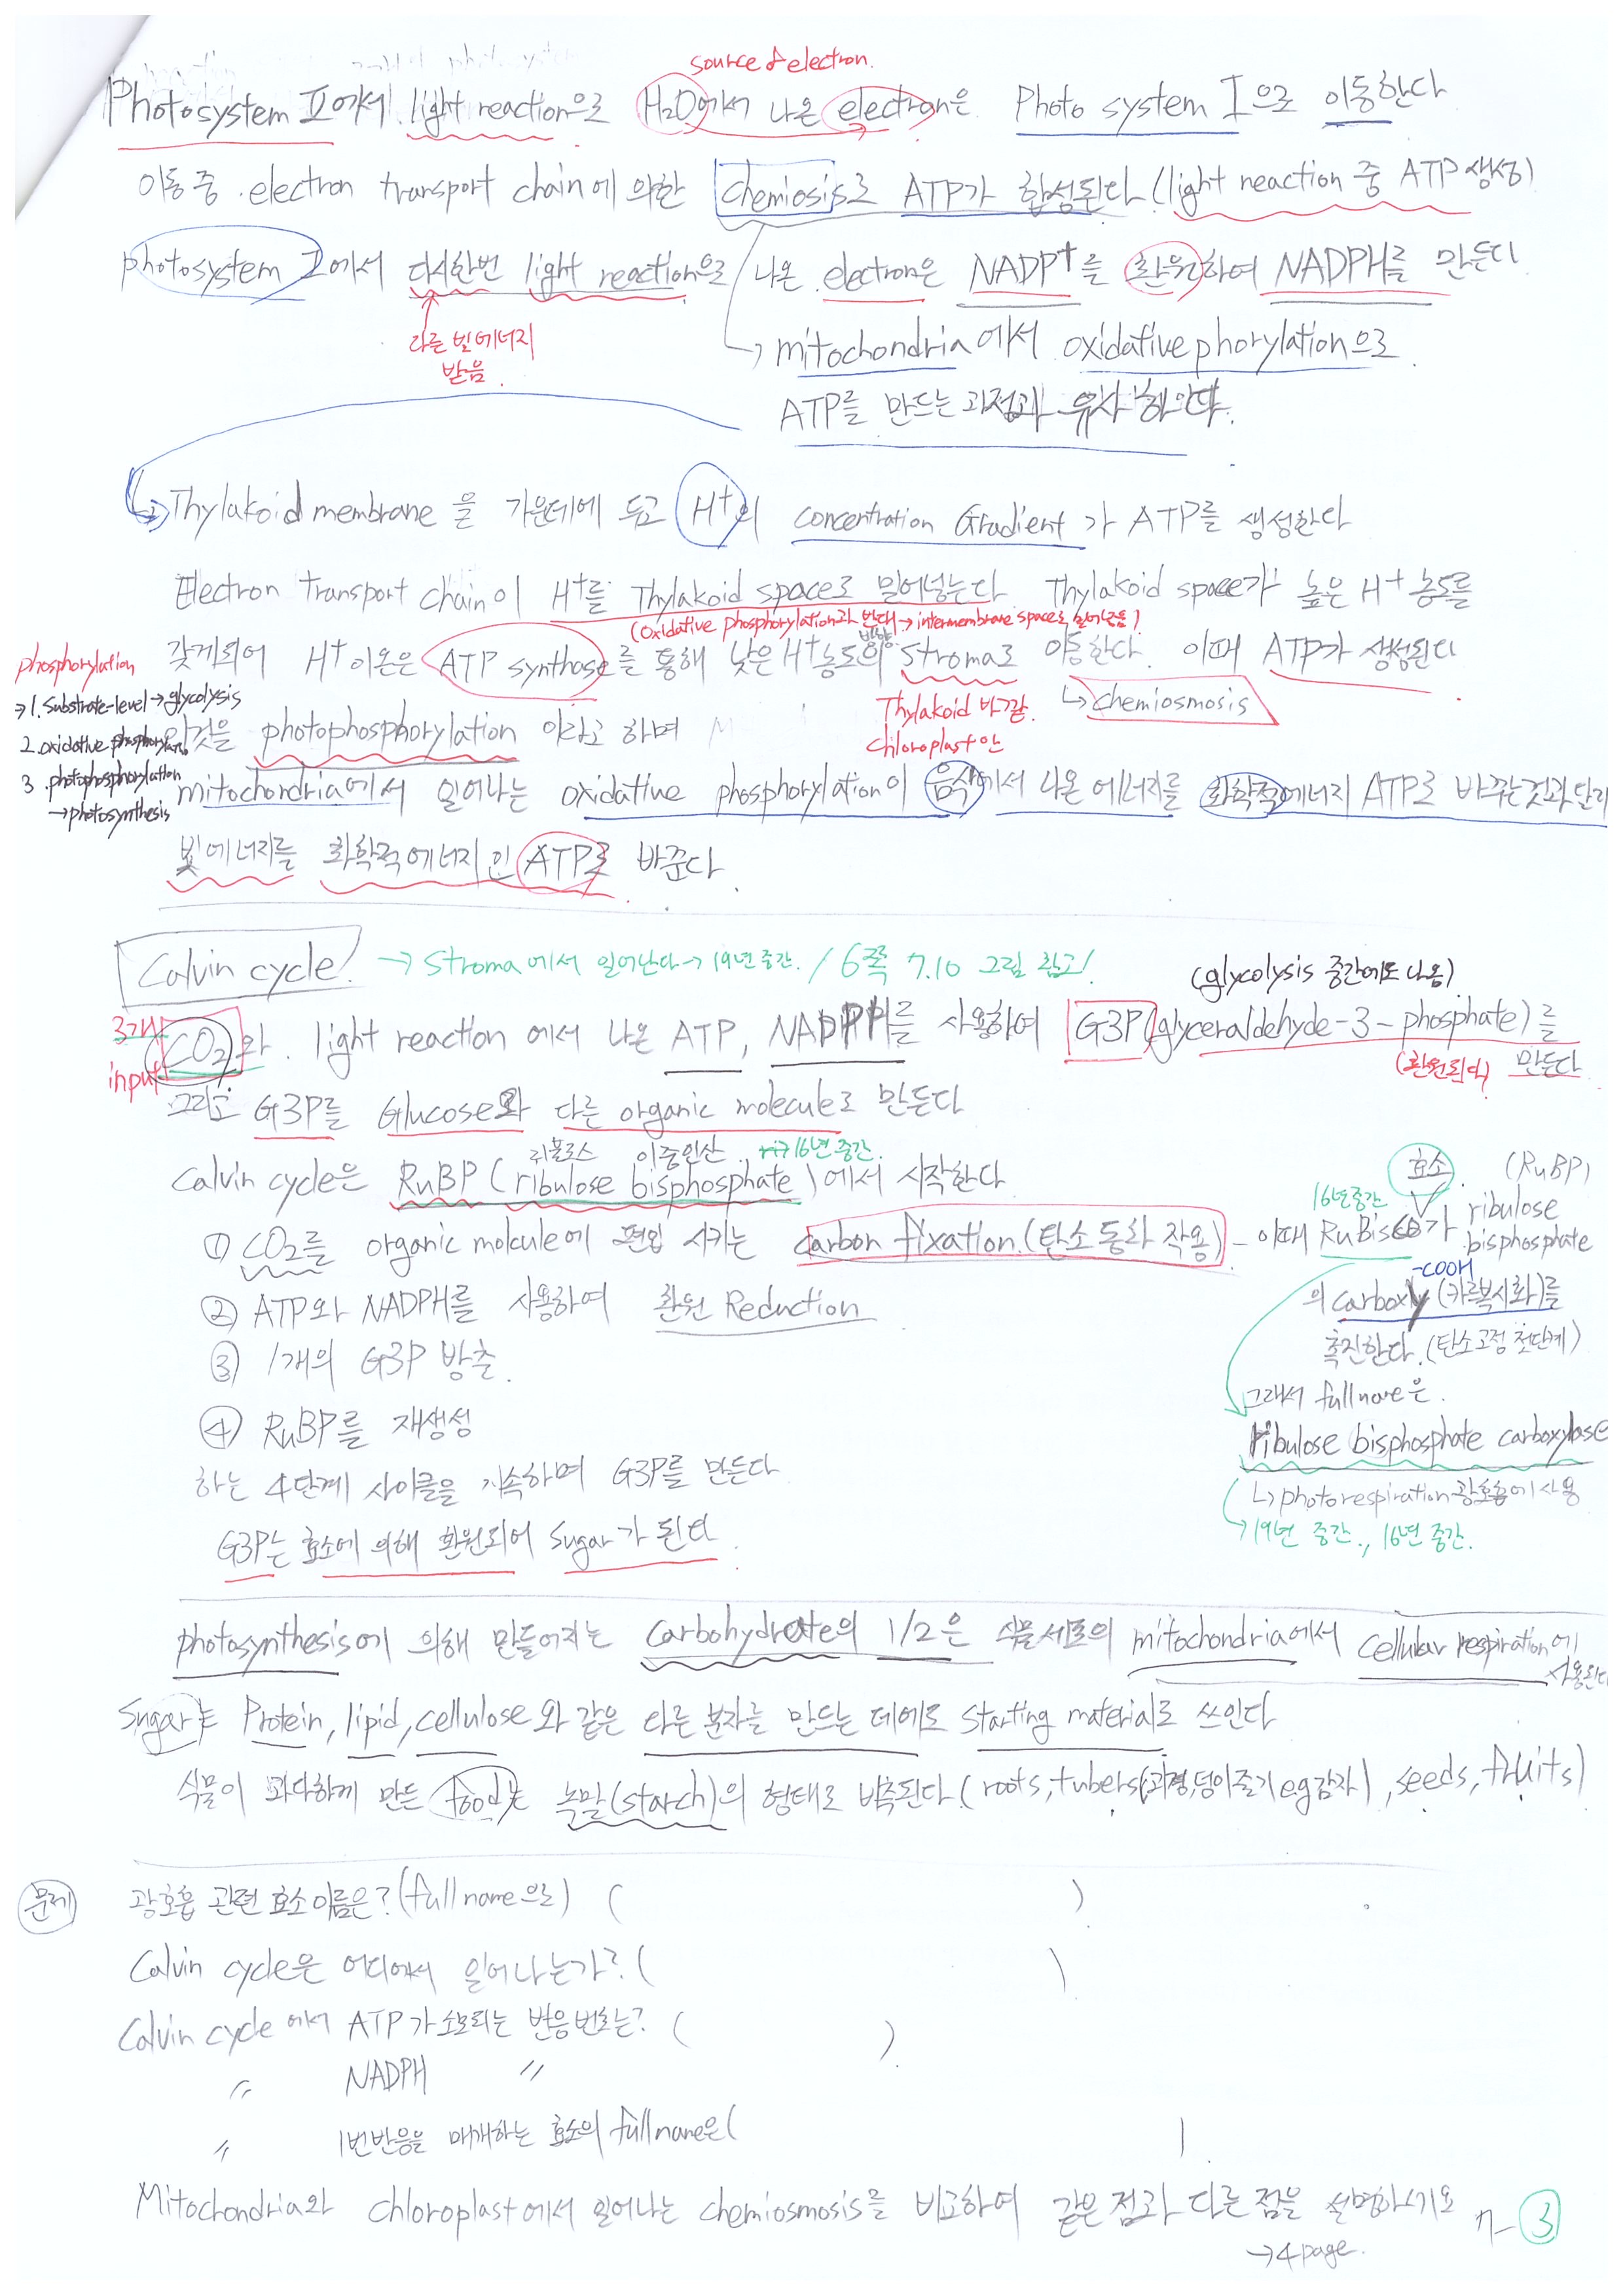 source of electron.
Photosystem II에서 light reaction으로 H₂O에서 나온 electron은 Photo system I으로 이동한다
이동 중 electron transport chain에 의한 chemiosis로 ATP가 합성된다 (light reaction 중 ATP 생성)
photosystem I에서 다시한번 light reaction으로 나온 electron은 NADP⁺를 환원하여 NADPH를 만든다
다른 빛에너지
받음.
→ mitochondria에서 oxidative phorylation으로
ATP를 만드는 과정과 유사하다.
→ Thylakoid membrane을 가운데에 두고 H⁺의 concentration Gradient가 ATP를 생성한다
Electron transport chain이 H⁺를 Thylakoid space로 밀어넣는다 Thylakoid space가 높은 H⁺ 농도를
(oxidative phosphorylation과 반대 방향 → intermembrane space로 밀어넣음)
갖게되어 H⁺ 이온은 ATP synthase를 통해 낮은 H⁺농도의 stroma로 이동한다. 이때 ATP가 생성된다
Thylakoid 바깥
chloroplast 안
↳ chemiosmosis
phosphorylation
→ 1. Substrate-level → glycolysis
2. oxidative phosphorylation
3. photophosphorylation
→ photosynthesis
이것을 photophosphorylation 이라고 하며
mitochondria에서 일어나는 oxidative phosphorylation이 음식에서 나온 에너지를 화학적에너지 ATP로 바꾸는것과 달리
빛에너지를 화학적에너지인 ATP로 바꾼다.
Calvin cycle! → stroma에서 일어난다 → 19년 중간. / 6쪽 7.10 그림 참고!
(glycolysis 중간에도 나옴)
3개 input
CO₂와 light reaction에서 나온 ATP, NADPH를 사용하여 G3P(glyceraldehyde-3-phosphate)를
(환원되다) 만든다
그리고 G3P를 Glucose와 다른 organic molecule로 만든다
리불로스 이중인산 16년 중간.
Calvin cycle은 RuBP (ribulose bisphosphate)에서 시작한다
① CO₂를 organic molcule에 편입 시키는 carbon fixation.(탄소 동화 작용) - 이때 RuBisco가
16년 중간 효소 (RuBP)
ribulose
bisphosphate
-COOH
의 carboxly (카르복시화)를
촉진한다. (탄소고정 첫단계)
② ATP와 NADPH를 사용하여 환원 Reduction
③ 1개의 G3P 방출.
④ RuBP를 재생성
그래서 full name은.
ribulose bisphosphate carboxylase
↳ photorespiration 광호흡에 사용
→ 19년 중간., 16년 중간.
하는 4단계 사이클을 지속하며 G3P를 만든다
G3P는 효소에 의해 환원되어 sugar가 된다.
photosynthesis에 의해 만들어지는 carbohydrate의 1/2은 식물세포의 mitochondria에서 cellular respiration에
사용된다
Sugar는 Protein, lipid, cellulose와 같은 다른 분자를 만드는 데에도 starting material로 쓰인다
식물이 과다하게 만든 food는 녹말(starch)의 형태로 비축된다. (roots, tubers(괴경, 덩이줄기 e.g 감자), seeds, fruits)
문제
광호흡 관련 효소이름은? (full name으로) ( )
Calvin cycle은 어디에서 일어나는가? ( )
Calvin cycle에서 ATP가 소모되는 반응번호는? ( )
〃 NADPH 〃
〃 1번반응을 매개하는 효소의 full name은( )
Mitochondria와 chloroplast에서 일어나는 chemiosmosis를 비교하여 같은점과 다른 점을 설명하시오
→ 4 page.
7-③